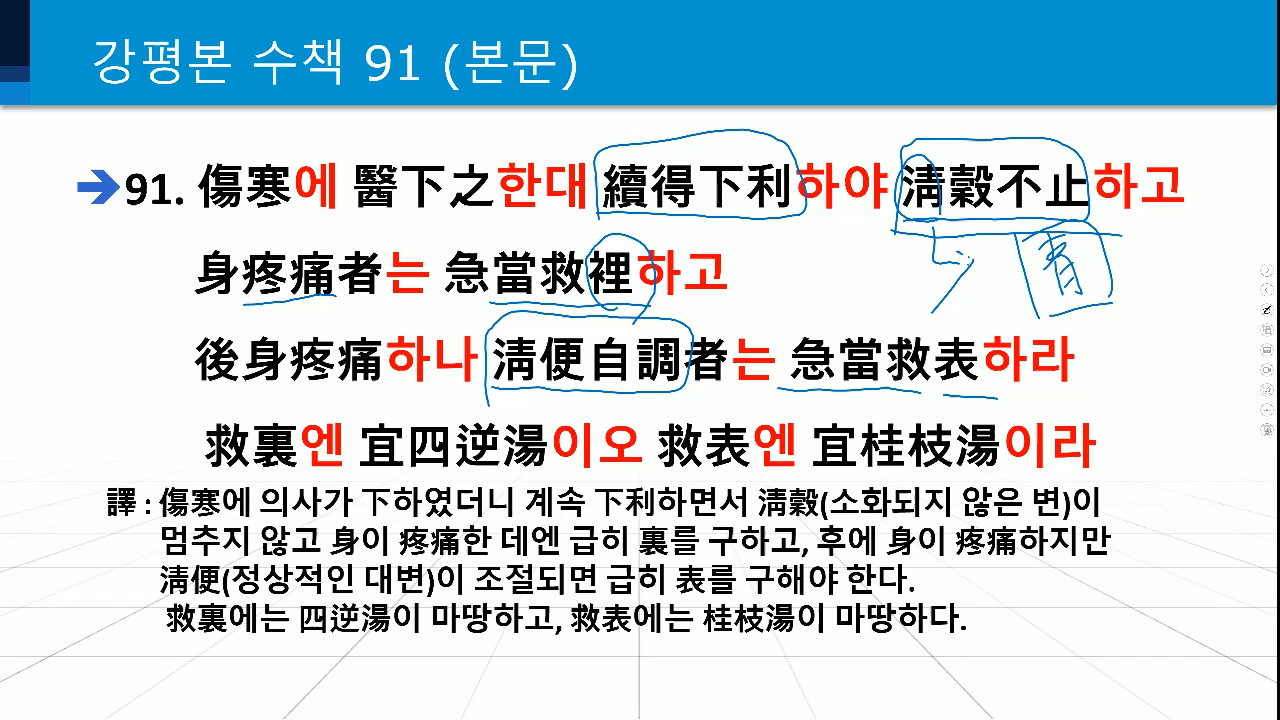 강평본 수책 91 (본문)
91. 傷寒에 醫下之한대 續得下利하야 淸穀不止하고
靑
身疼痛者는 急當救裡하고
後身疼痛하나 淸便自調者는 急當救表하라
救裏엔 宜四逆湯이오 救表엔 宜桂枝湯이라
譯 : 傷寒에 의사가 下하였더니 계속 下利하면서 淸穀(소화되지 않은 변)이
멈추지 않고 身이 疼痛한 데엔 급히 裏를 구하고, 후에 身이 疼痛하지만
淸便(정상적인 대변)이 조절되면 급히 表를 구해야 한다.
救裏에는 四逆湯이 마땅하고, 救表에는 桂枝湯이 마땅하다.